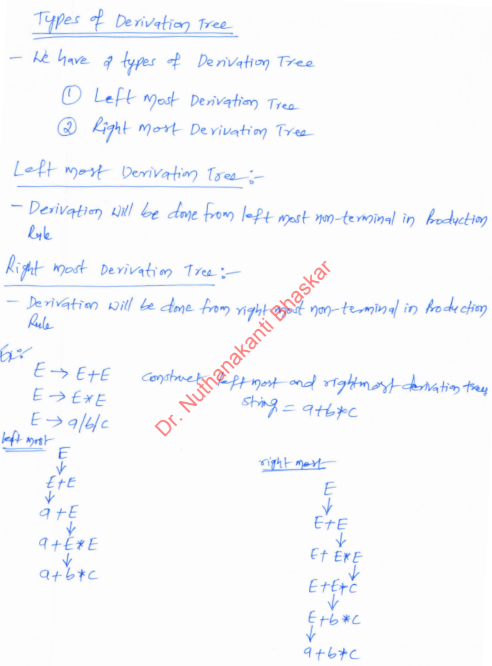 Types of Derivation Tree
- We have 2 types of Derivation Tree
① Left most Derivation Tree
② Right most Derivation Tree
Left most Derivation Tree:-
- Derivation will be done from left most non-terminal in Production
Rule
Right most Derivation Tree:-
- Derivation will be done from right most non-terminal in Production
Rule
Ex:-
E → E+E
E → E*E
E → a/b/c
construct left most and right most derivation trees
string = a+b*c
left most
E
↓
E+E
↓
a+E
↓
a+E*E
↓
a+b*c
right most
E
↓
E+E
↓
E+E*E
↓
E+E*c
↓
E+b*c
↓
a+b*c
Dr. Nuthanakanti Bhaskar